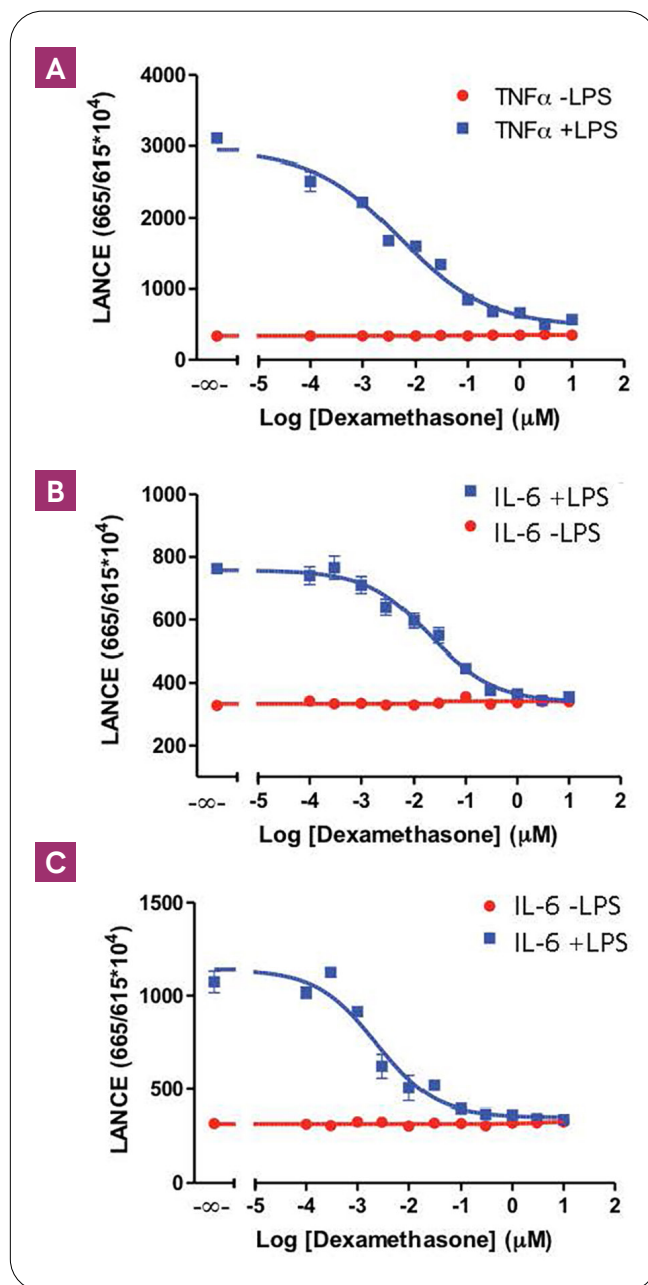 A
TNFα -LPS
TNFα +LPS
LANCE (665/615*10⁴)
4000
3000
2000
1000
0
-∞-
-5
-4
-3
-2
-1
0
1
2
Log [Dexamethasone] (μM)
B
IL-6 +LPS
IL-6 -LPS
LANCE (665/615*10⁴)
1000
800
600
400
200
-∞-
-5
-4
-3
-2
-1
0
1
2
Log [Dexamethasone] (μM)
C
IL-6 -LPS
IL-6 +LPS
LANCE (665/615*10⁴)
1500
1000
500
0
-∞-
-5
-4
-3
-2
-1
0
1
2
Log [Dexamethasone] (μM)